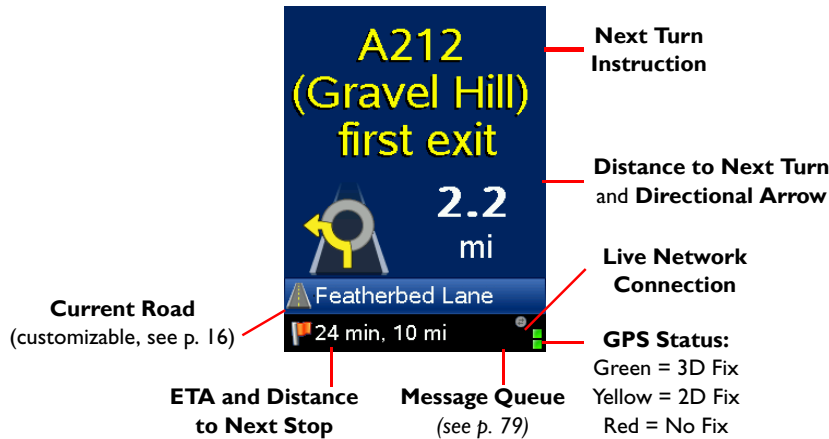 A212
(Gravel Hill)
first exit
2.2
mi
Featherbed Lane
24 min, 10 mi
Next Turn
Instruction
Distance to Next Turn
and Directional Arrow
Live Network
Connection
GPS Status:
Green = 3D Fix
Yellow = 2D Fix
Red = No Fix
Current Road
(customizable, see p. 16)
ETA and Distance
to Next Stop
Message Queue
(see p. 79)